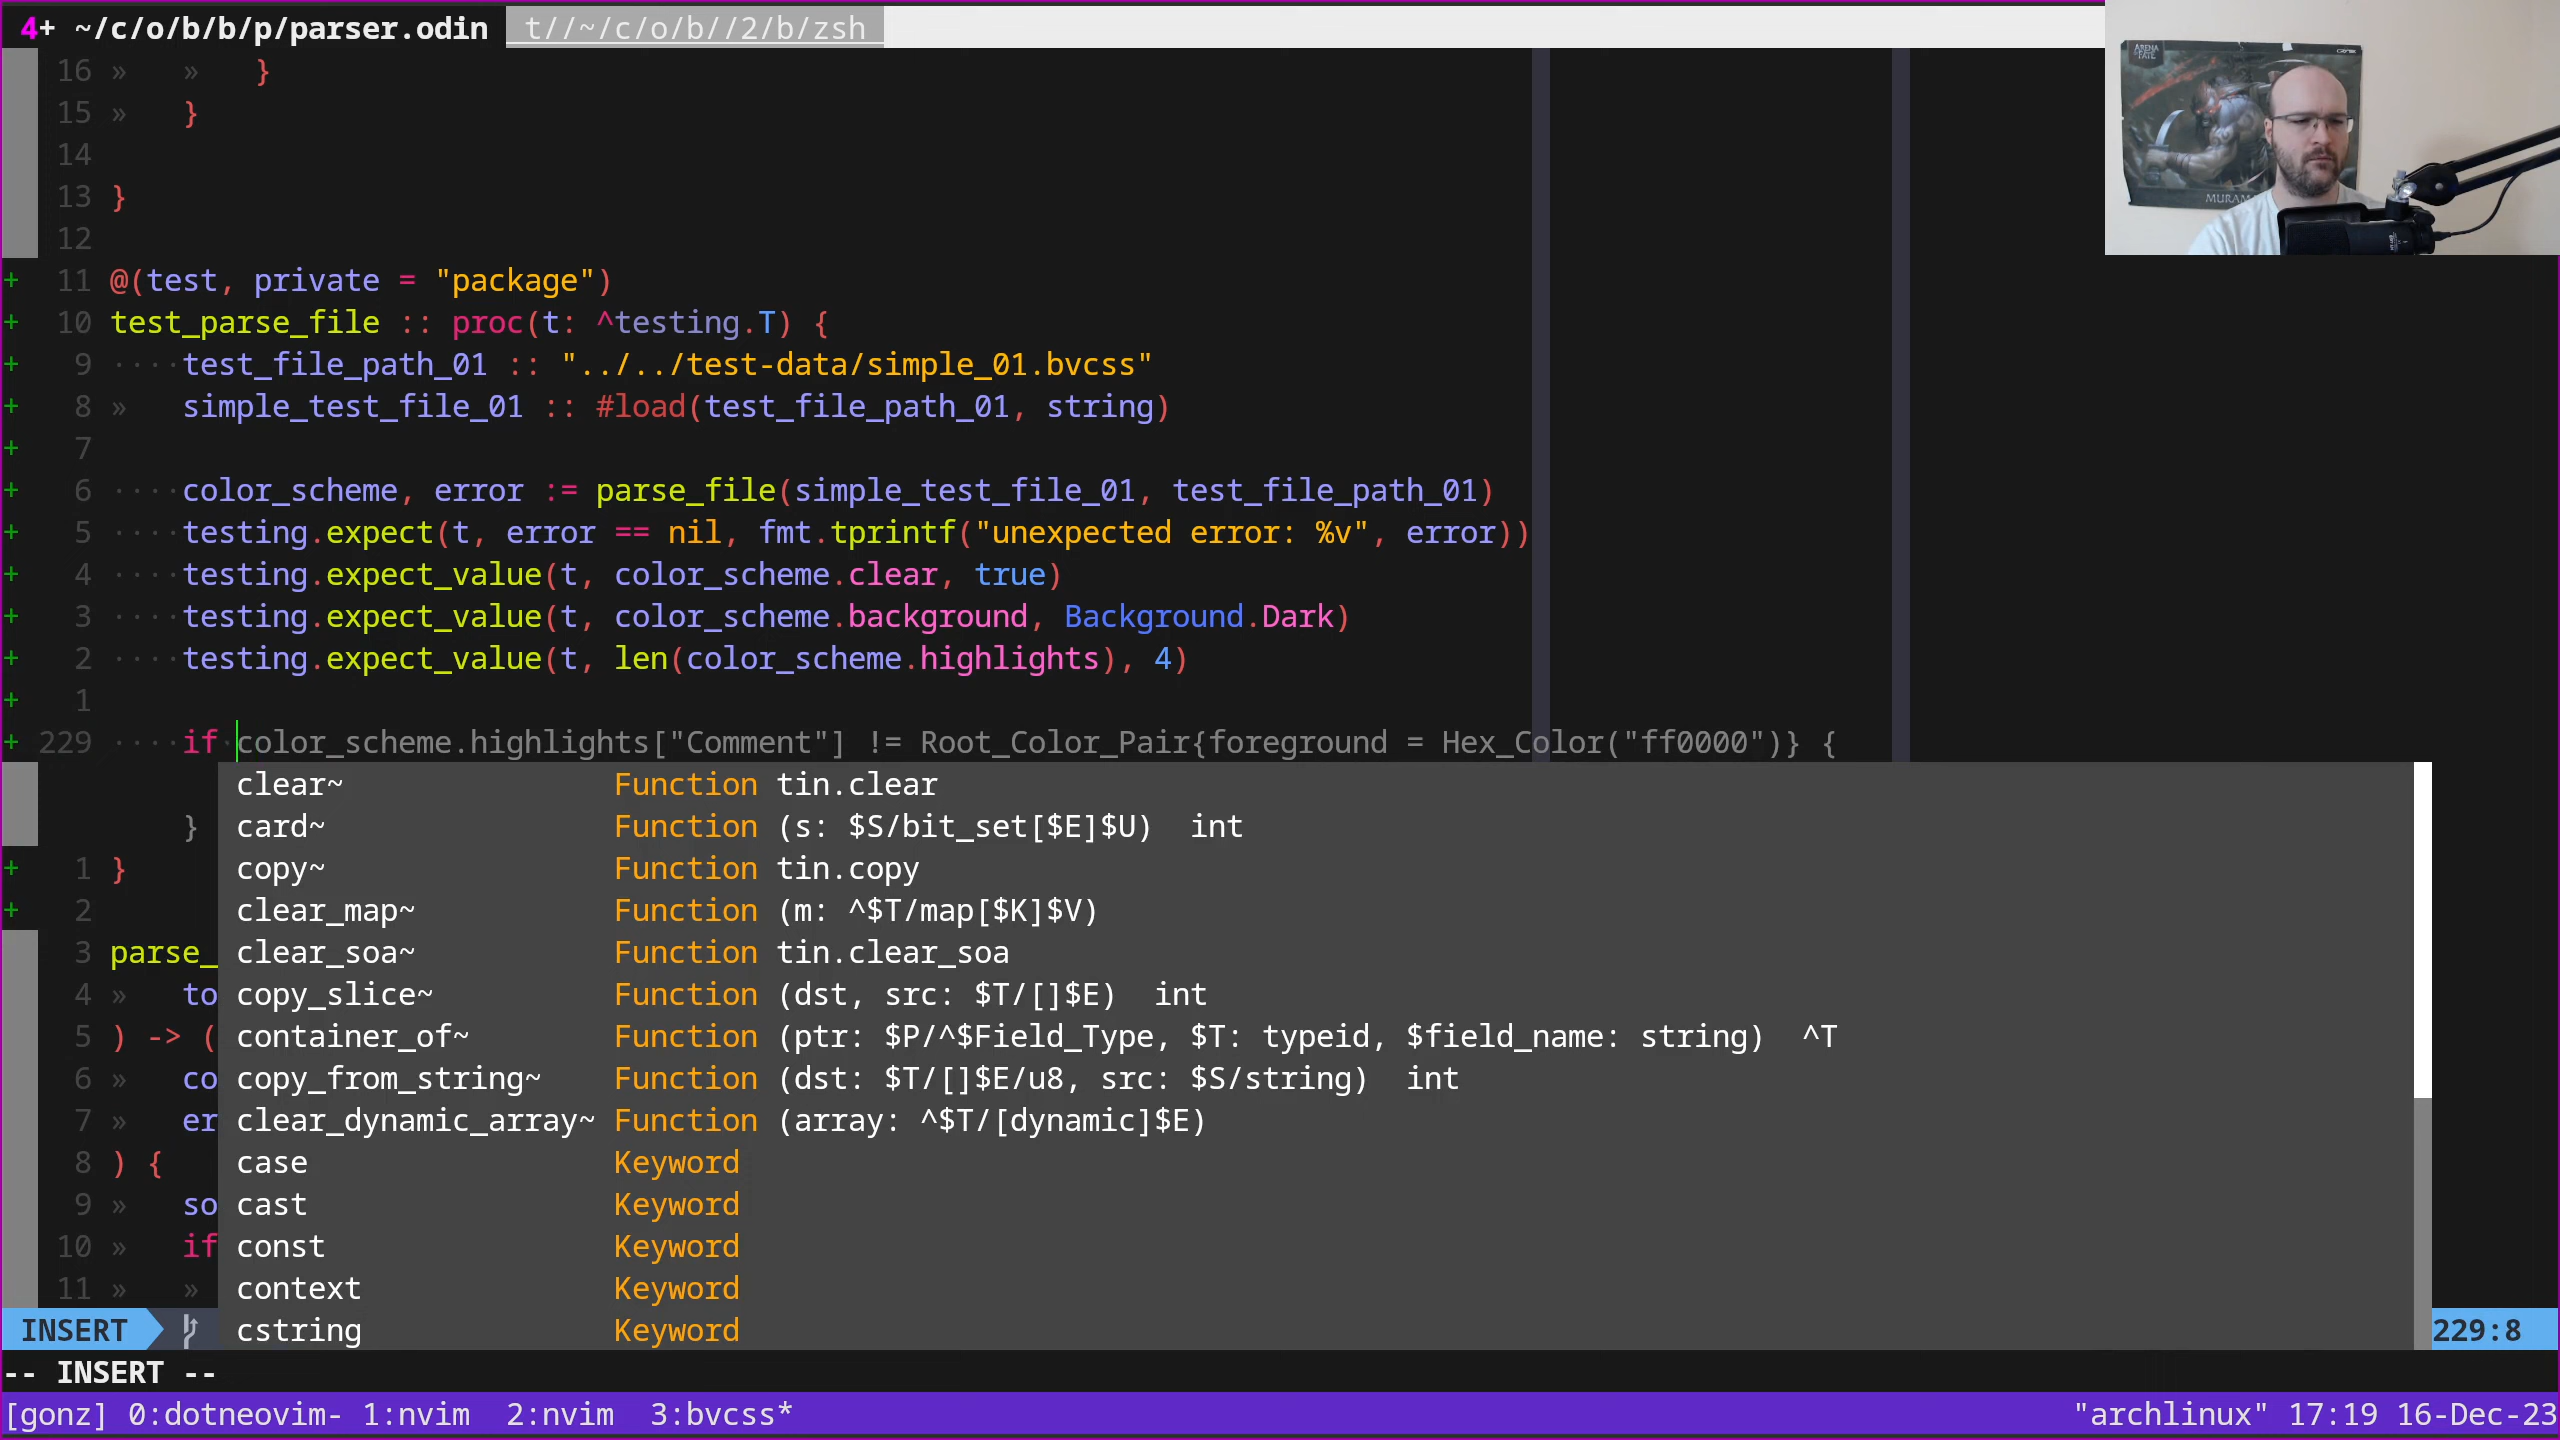 4+ ~/c/o/b/b/p/parser.odin t//~/c/o/b//2/b/zsh
ARENA of FATE
16 » » }
15 » }
14
13 }
12
+ 11 @(test, private = "package")
+ 10 test_parse_file :: proc(t: ^testing.T) {
+ 9 ····test_file_path_01 :: "../../test-data/simple_01.bvcss"
+ 8 » simple_test_file_01 :: #load(test_file_path_01, string)
+ 7
+ 6 ····color_scheme, error := parse_file(simple_test_file_01, test_file_path_01)
+ 5 ····testing.expect(t, error == nil, fmt.tprintf("unexpected error: %v", error))
+ 4 ····testing.expect_value(t, color_scheme.clear, true)
+ 3 ····testing.expect_value(t, color_scheme.background, Background.Dark)
+ 2 ····testing.expect_value(t, len(color_scheme.highlights), 4)
+ 1
+ 229 ····if·color_scheme.highlights["Comment"] != Root_Color_Pair{foreground = Hex_Color("ff0000")} {
clear~ Function tin.clear
} card~ Function (s: $S/bit_set[$E]$U) int
+ 1 } copy~ Function tin.copy
+ 2 clear_map~ Function (m: ^$T/map[$K]$V)
3 parse_ clear_soa~ Function tin.clear_soa
4 » to copy_slice~ Function (dst, src: $T/[]$E) int
5 ) -> ( container_of~ Function (ptr: $P/^$Field_Type, $T: typeid, $field_name: string) ^T
6 » co copy_from_string~ Function (dst: $T/[]$E/u8, src: $S/string) int
7 » er clear_dynamic_array~ Function (array: ^$T/[dynamic]$E)
8 ) { case Keyword
9 » so cast Keyword
10 » if const Keyword
11 » » context Keyword
INSERT cstring Keyword 229:8
-- INSERT --
[gonz] 0:dotneovim- 1:nvim 2:nvim 3:bvcss* "archlinux" 17:19 16-Dec-23